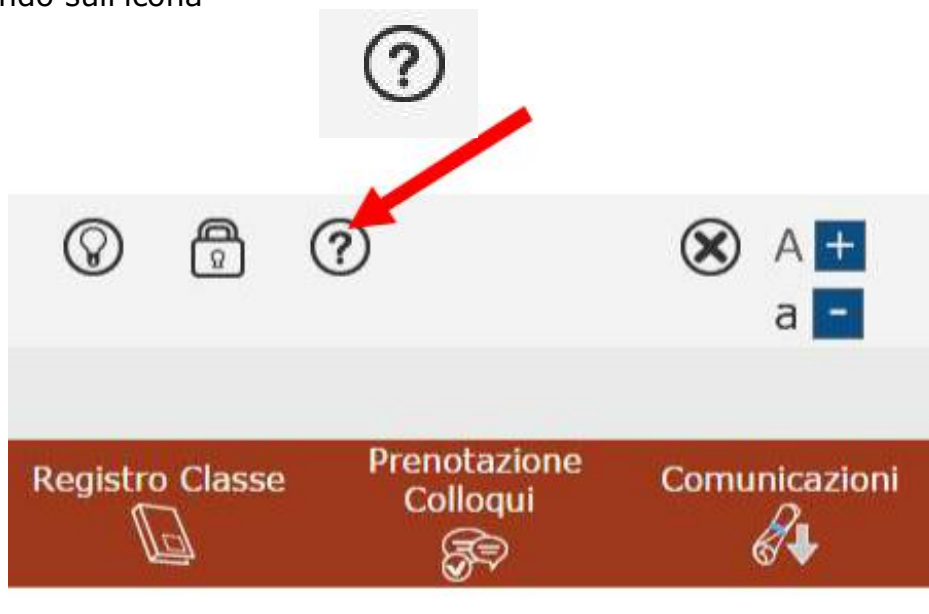 ndo sull'icona
?
?
A +
a -
Registro Classe
Prenotazione
Colloqui
Comunicazioni